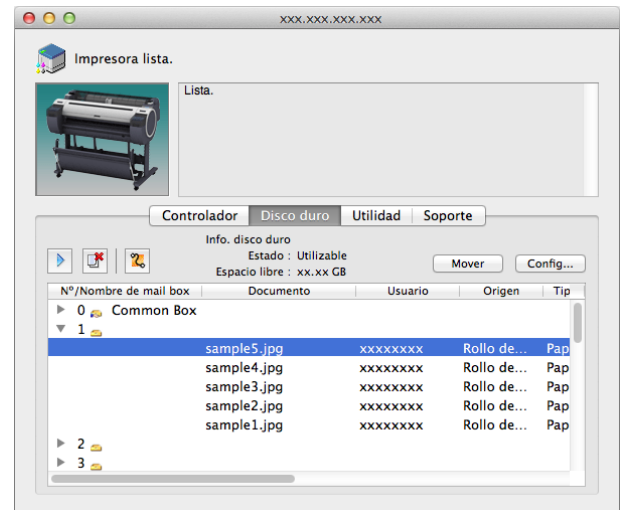 xxx.xxx.xxx.xxx
Impresora lista.
Lista.
Controlador Disco duro Utilidad Soporte
Info. disco duro
Estado : Utilizable
Espacio libre : xx.xx GB
Mover Config...
Nº/Nombre de mail box Documento Usuario Origen Tip
0 Common Box
1
sample5.jpg xxxxxxxx Rollo de... Pap
sample4.jpg xxxxxxxx Rollo de... Pap
sample3.jpg xxxxxxxx Rollo de... Pap
sample2.jpg xxxxxxxx Rollo de... Pap
sample1.jpg xxxxxxxx Rollo de... Pap
2
3